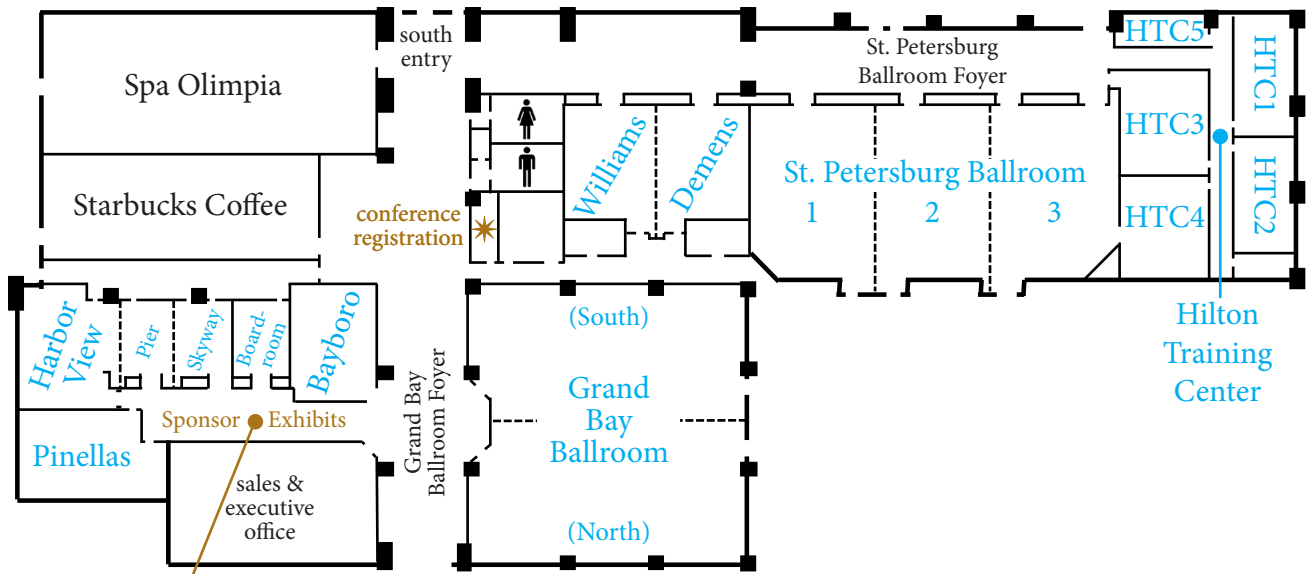 south
entry
Spa Olimpia
St. Petersburg
Ballroom Foyer
HTC5
HTC1
HTC3
Williams
Demens
St. Petersburg Ballroom
1 2 3
HTC4
HTC2
Starbucks Coffee
conference
registration
Hilton
Training
Center
Harbor
View
Pier
Skyway
Board-
room
Bayboro
(South)
Grand
Bay
Ballroom
(North)
Grand Bay
Ballroom Foyer
Sponsor Exhibits
Pinellas
sales &
executive
office